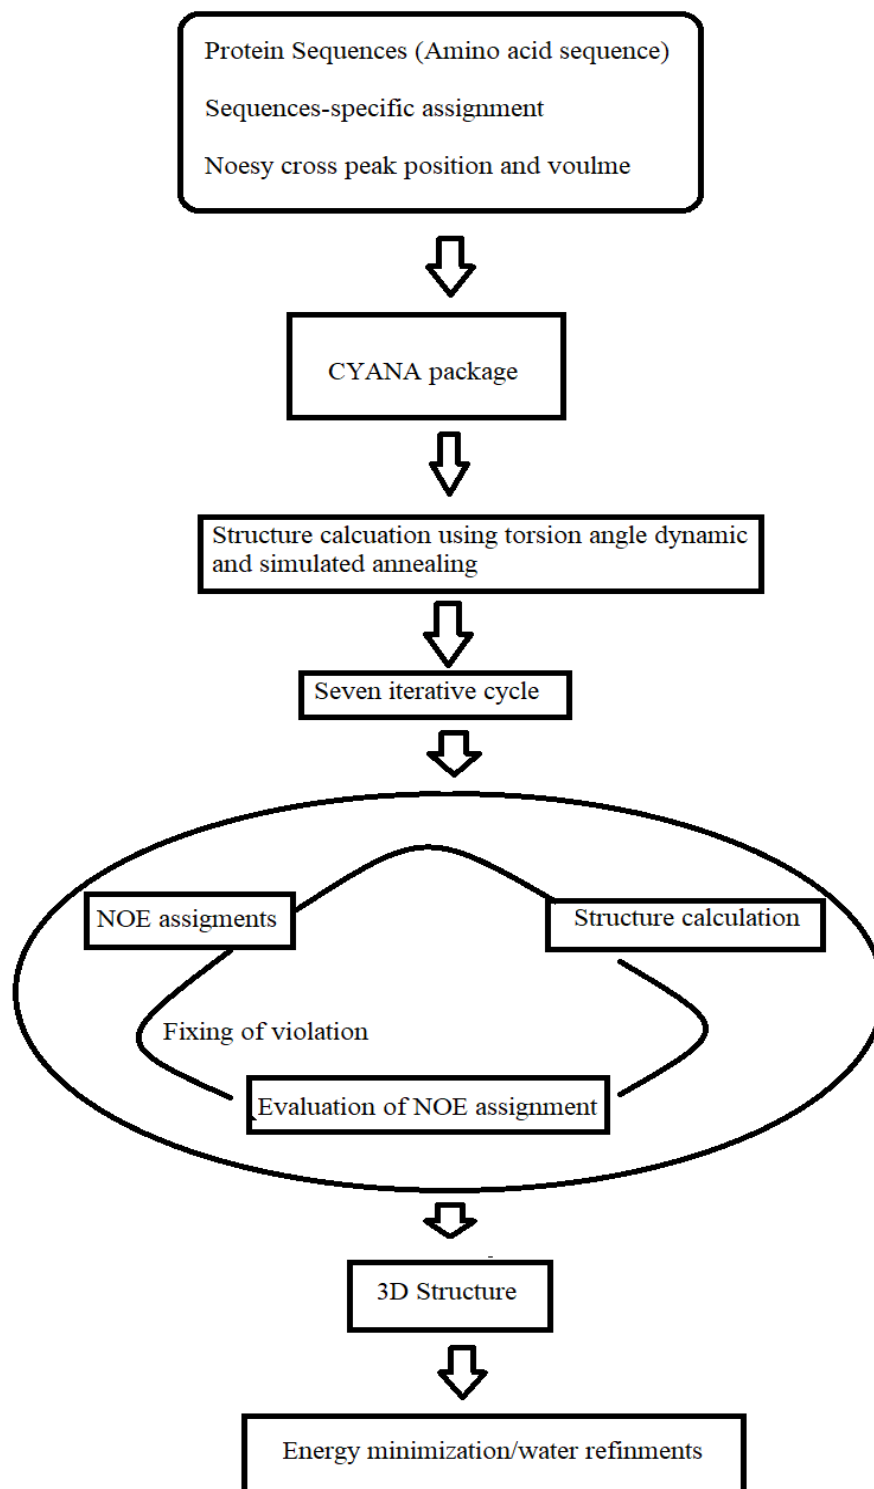 Protein Sequences (Amino acid sequence)
Sequences-specific assignment
Noesy cross peak position and voulme
CYANA package
Structure calcuation using torsion angle dynamic
and simulated annealing
Seven iterative cycle
NOE assigments
Structure calculation
Fixing of violation
Evaluation of NOE assignment
3D Structure
Energy minimization/water refinments